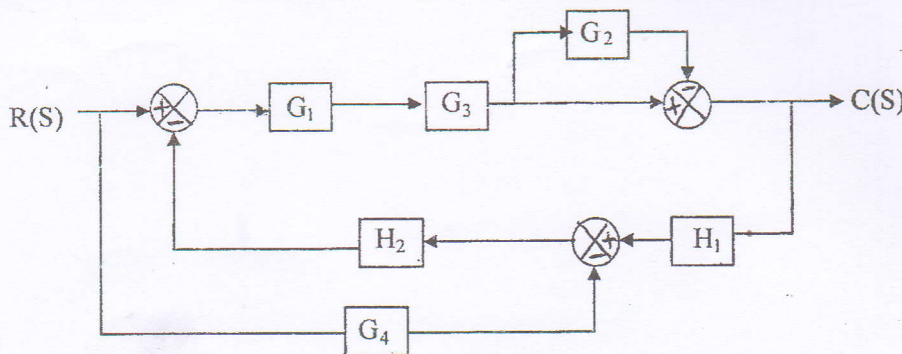 G₂
R(S)
+
−
G₁
G₃
+
−
C(S)
H₂
+
−
H₁
G₄